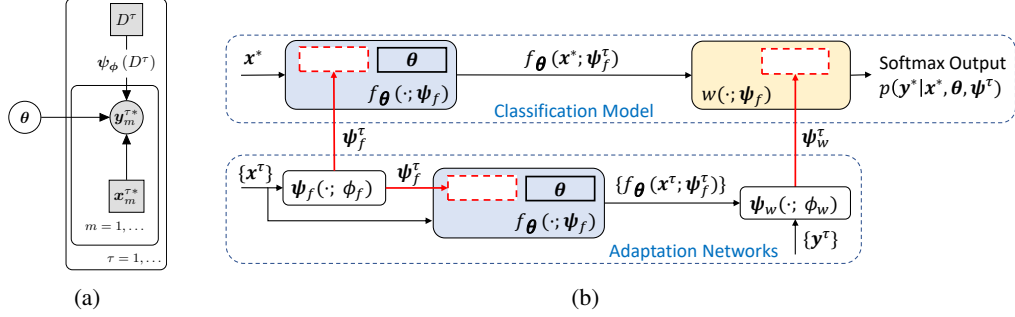 D^τ
ψ_ϕ (D^τ)
θ
y_m^{τ*}
x_m^{τ*}
m = 1, . . .
τ = 1, . . .
(a)
x*
θ
f_θ(·; ψ_f)
f_θ(x*; ψ_f^τ)
w(·; ψ_f)
Softmax Output
p(y*|x*, θ, ψ^τ)
Classification Model
ψ_f^τ
ψ_w^τ
{x^τ}
ψ_f(·; ϕ_f)
ψ_f^τ
θ
f_θ(·; ψ_f)
{f_θ(x^τ; ψ_f^τ)}
ψ_w(·; ϕ_w)
{y^τ}
Adaptation Networks
(b)